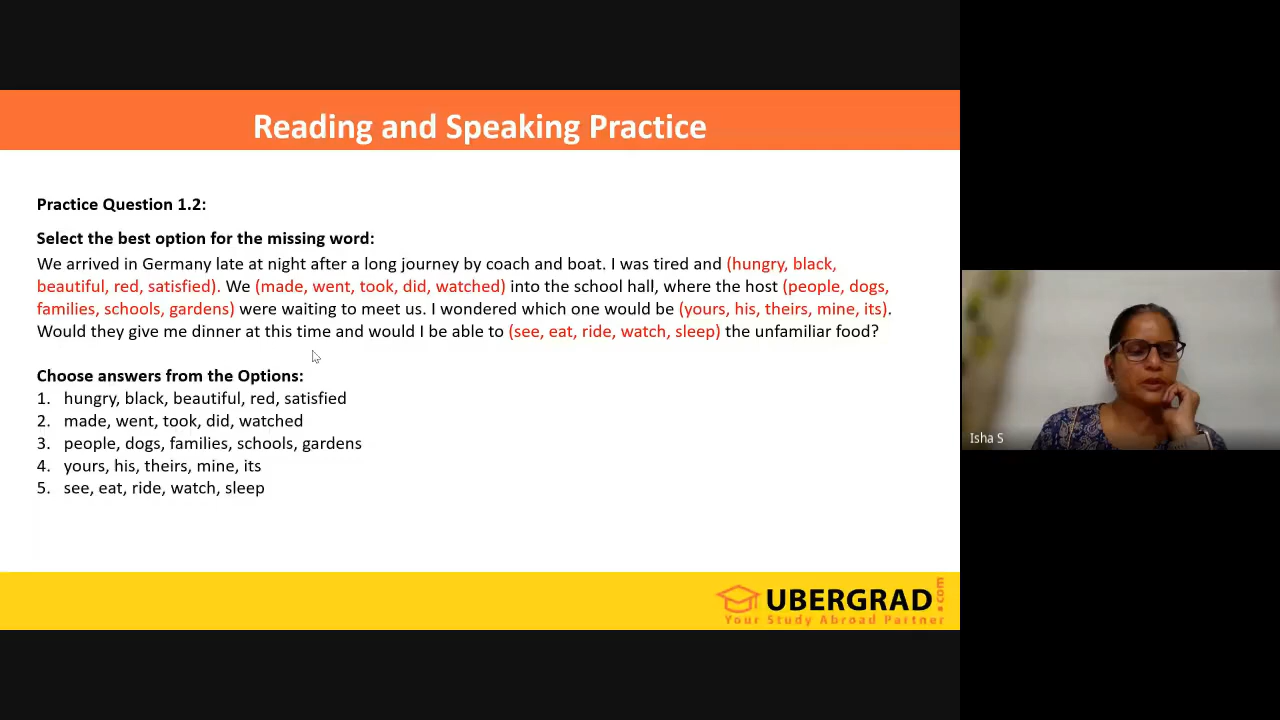 Reading and Speaking Practice
Practice Question 1.2:
Select the best option for the missing word:
We arrived in Germany late at night after a long journey by coach and boat. I was tired and (hungry, black,
beautiful, red, satisfied). We (made, went, took, did, watched) into the school hall, where the host (people, dogs,
families, schools, gardens) were waiting to meet us. I wondered which one would be (yours, his, theirs, mine, its).
Would they give me dinner at this time and would I be able to (see, eat, ride, watch, sleep) the unfamiliar food?
Choose answers from the Options:
1. hungry, black, beautiful, red, satisfied
2. made, went, took, did, watched
3. people, dogs, families, schools, gardens
4. yours, his, theirs, mine, its
5. see, eat, ride, watch, sleep
Isha S
UBERGRAD.com
Your Study Abroad Partner